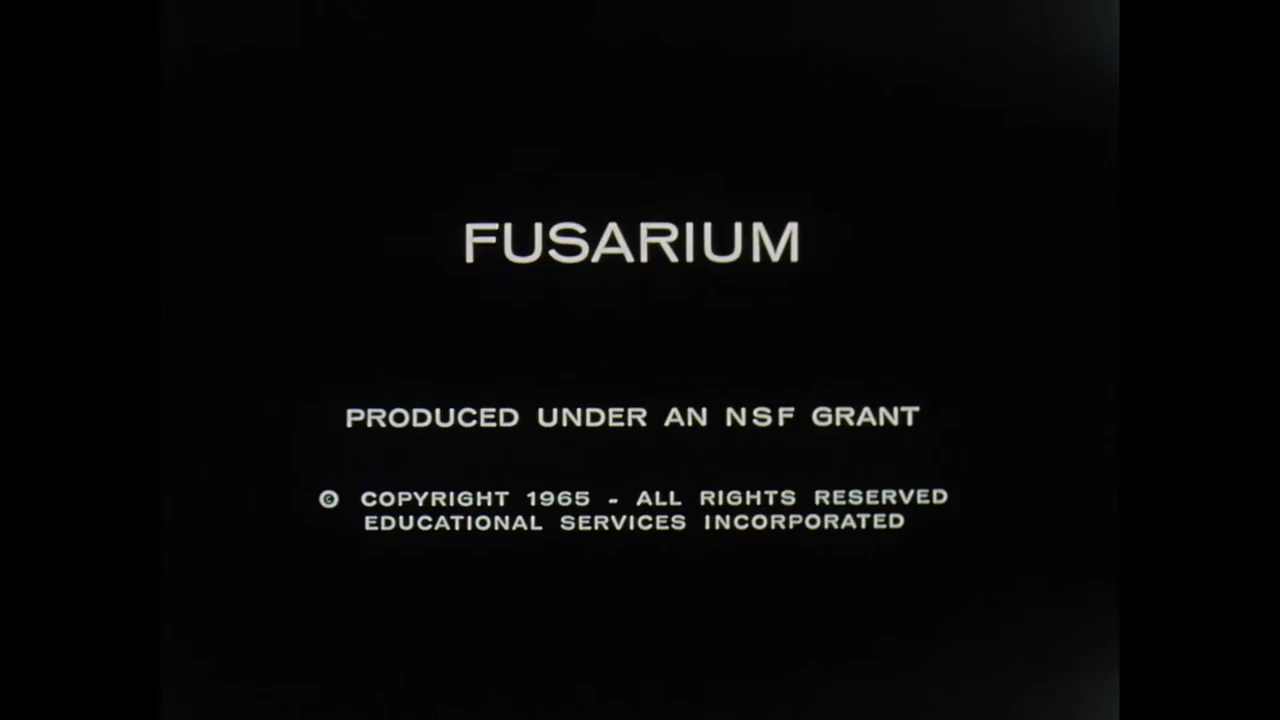 FUSARIUM
PRODUCED UNDER AN NSF GRANT
© COPYRIGHT 1965 - ALL RIGHTS RESERVED
EDUCATIONAL SERVICES INCORPORATED